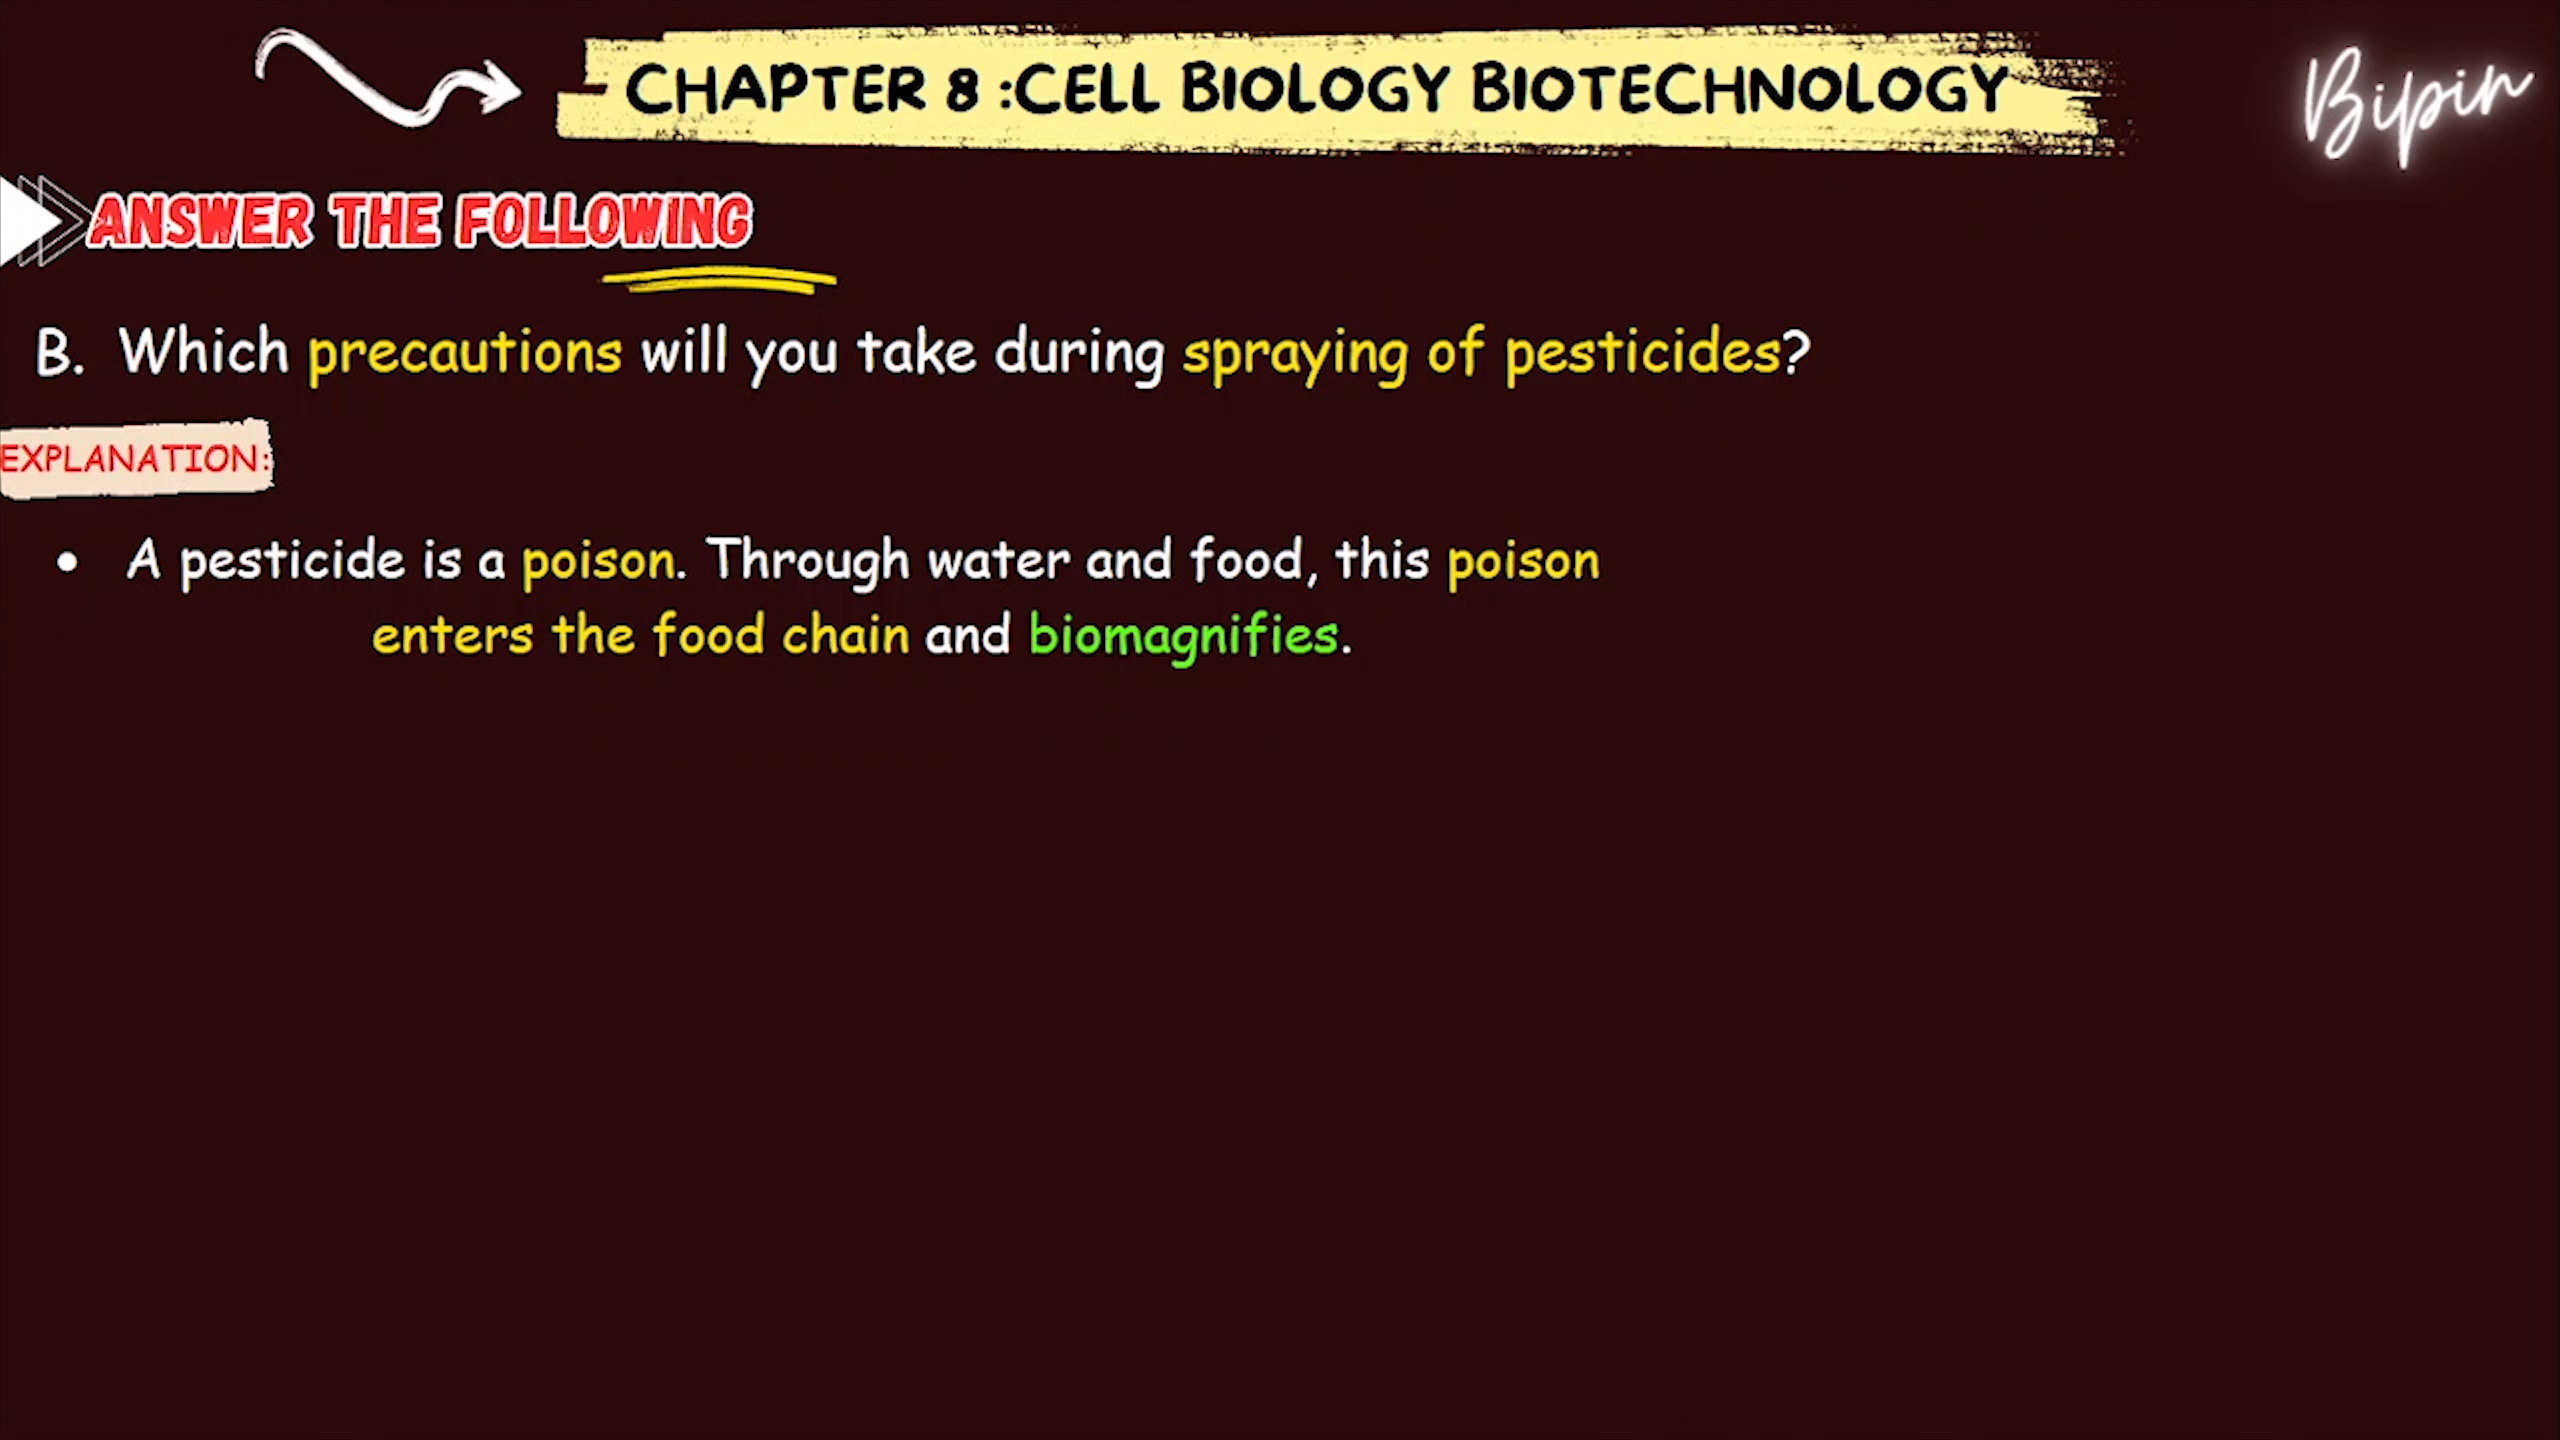 CHAPTER 8 :CELL BIOLOGY BIOTECHNOLOGY
Bipin
ANSWER THE FOLLOWING
B. Which precautions will you take during spraying of pesticides?
EXPLANATION:
• A pesticide is a poison. Through water and food, this poison
enters the food chain and biomagnifies.